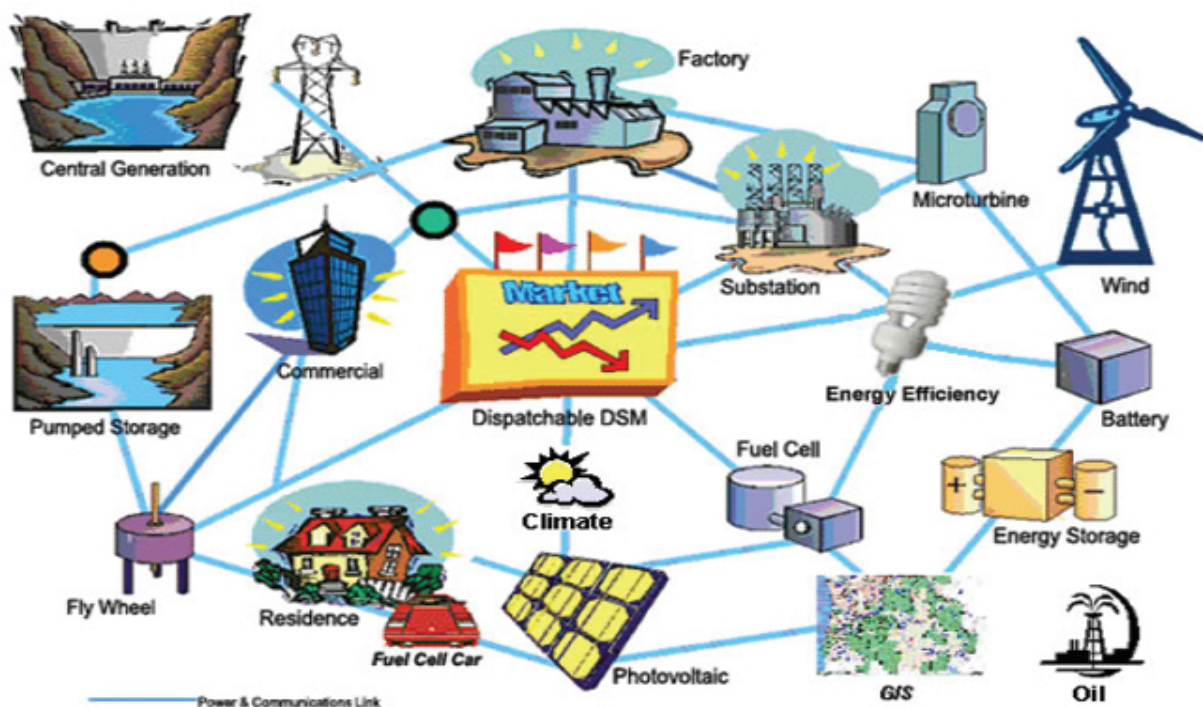 Factory
Central Generation
Microturbine
Market
Substation
Wind
Commercial
Energy Efficiency
Pumped Storage
Dispatchable DSM
Battery
Fuel Cell
Climate
+
−
Energy Storage
Fly Wheel
Residence
Fuel Cell Car
Photovoltaic
GIS
Oil
Power & Communications Link